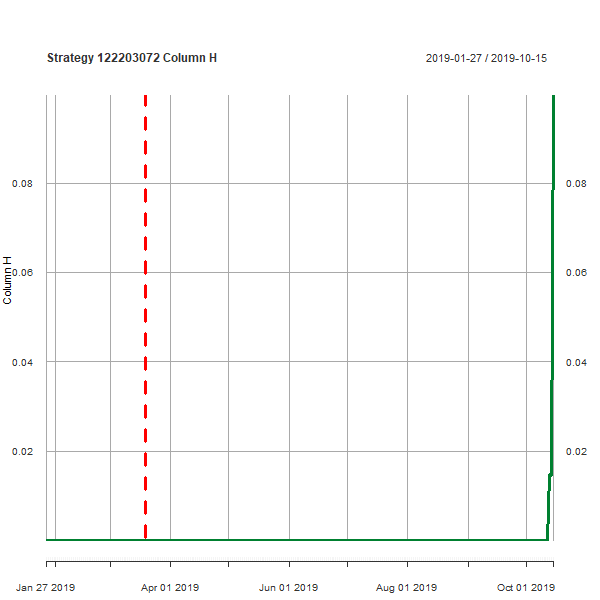 Strategy 122203072 Column H
2019-01-27 / 2019-10-15
Column H
0.08
0.08
0.06
0.06
0.04
0.04
0.02
0.02
Jan 27 2019
Apr 01 2019
Jun 01 2019
Aug 01 2019
Oct 01 2019